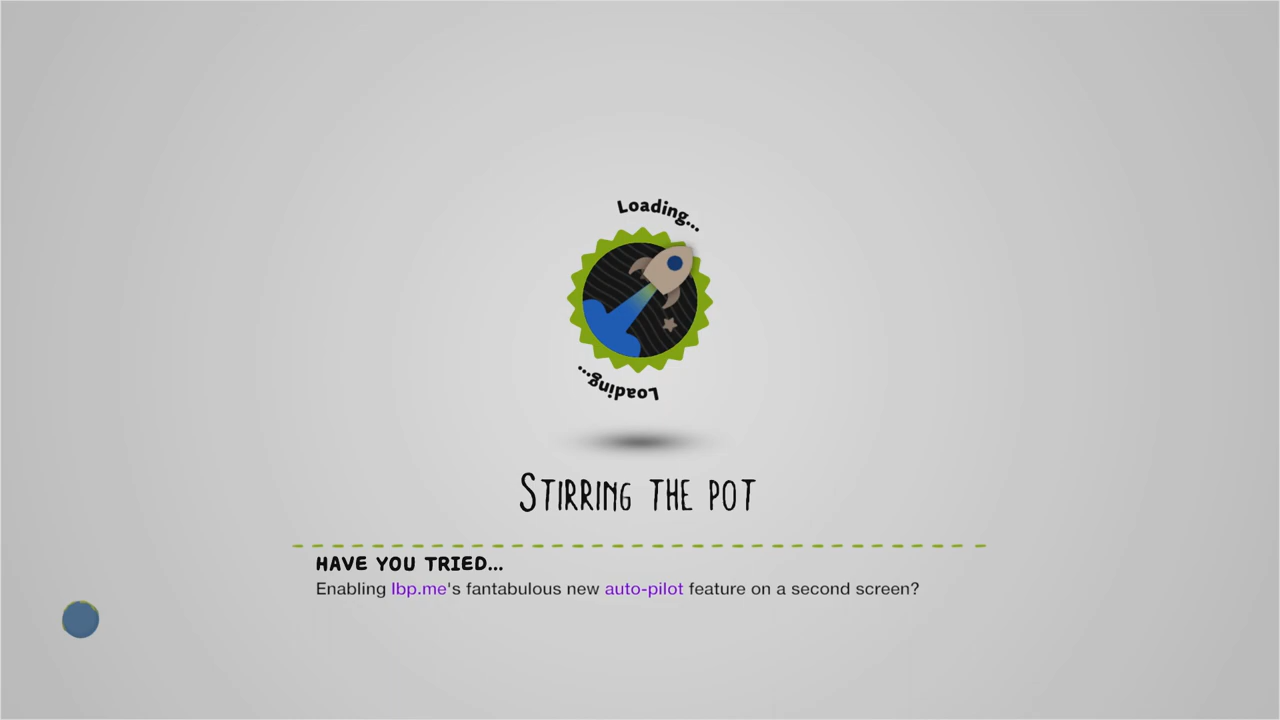 Loading...
Loading...
Stirring the pot
HAVE YOU TRIED...
Enabling lbp.me's fantabulous new auto-pilot feature on a second screen?